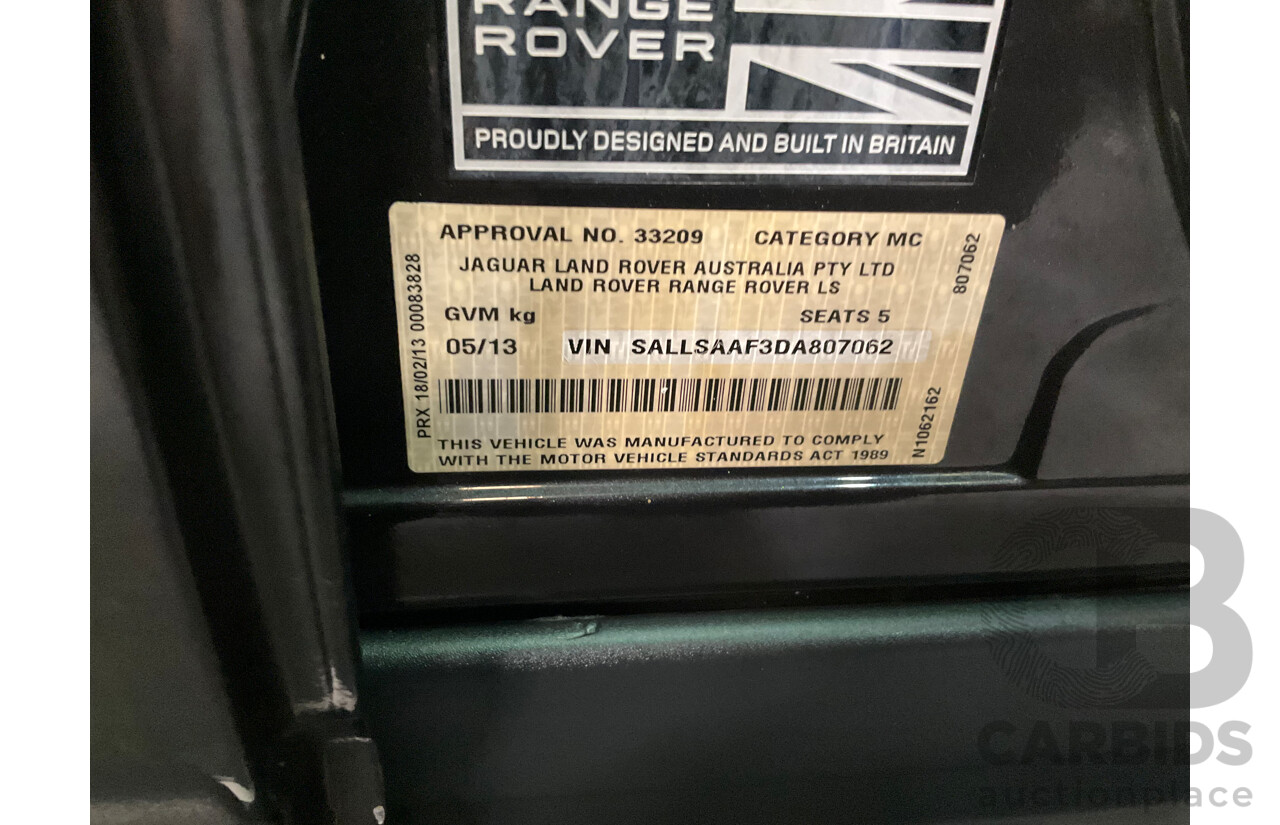 RANGE
ROVER
PROUDLY DESIGNED AND BUILT IN BRITAIN
APPROVAL NO. 33209 CATEGORY MC
JAGUAR LAND ROVER AUSTRALIA PTY LTD
LAND ROVER RANGE ROVER LS
GVM kg SEATS 5
05/13 VIN SALLSAAF3DA807062
THIS VEHICLE WAS MANUFACTURED TO COMPLY
WITH THE MOTOR VEHICLE STANDARDS ACT 1989
PRX 18/02/13 00083828
807062
N1062162
CARBIDS
auctionplace